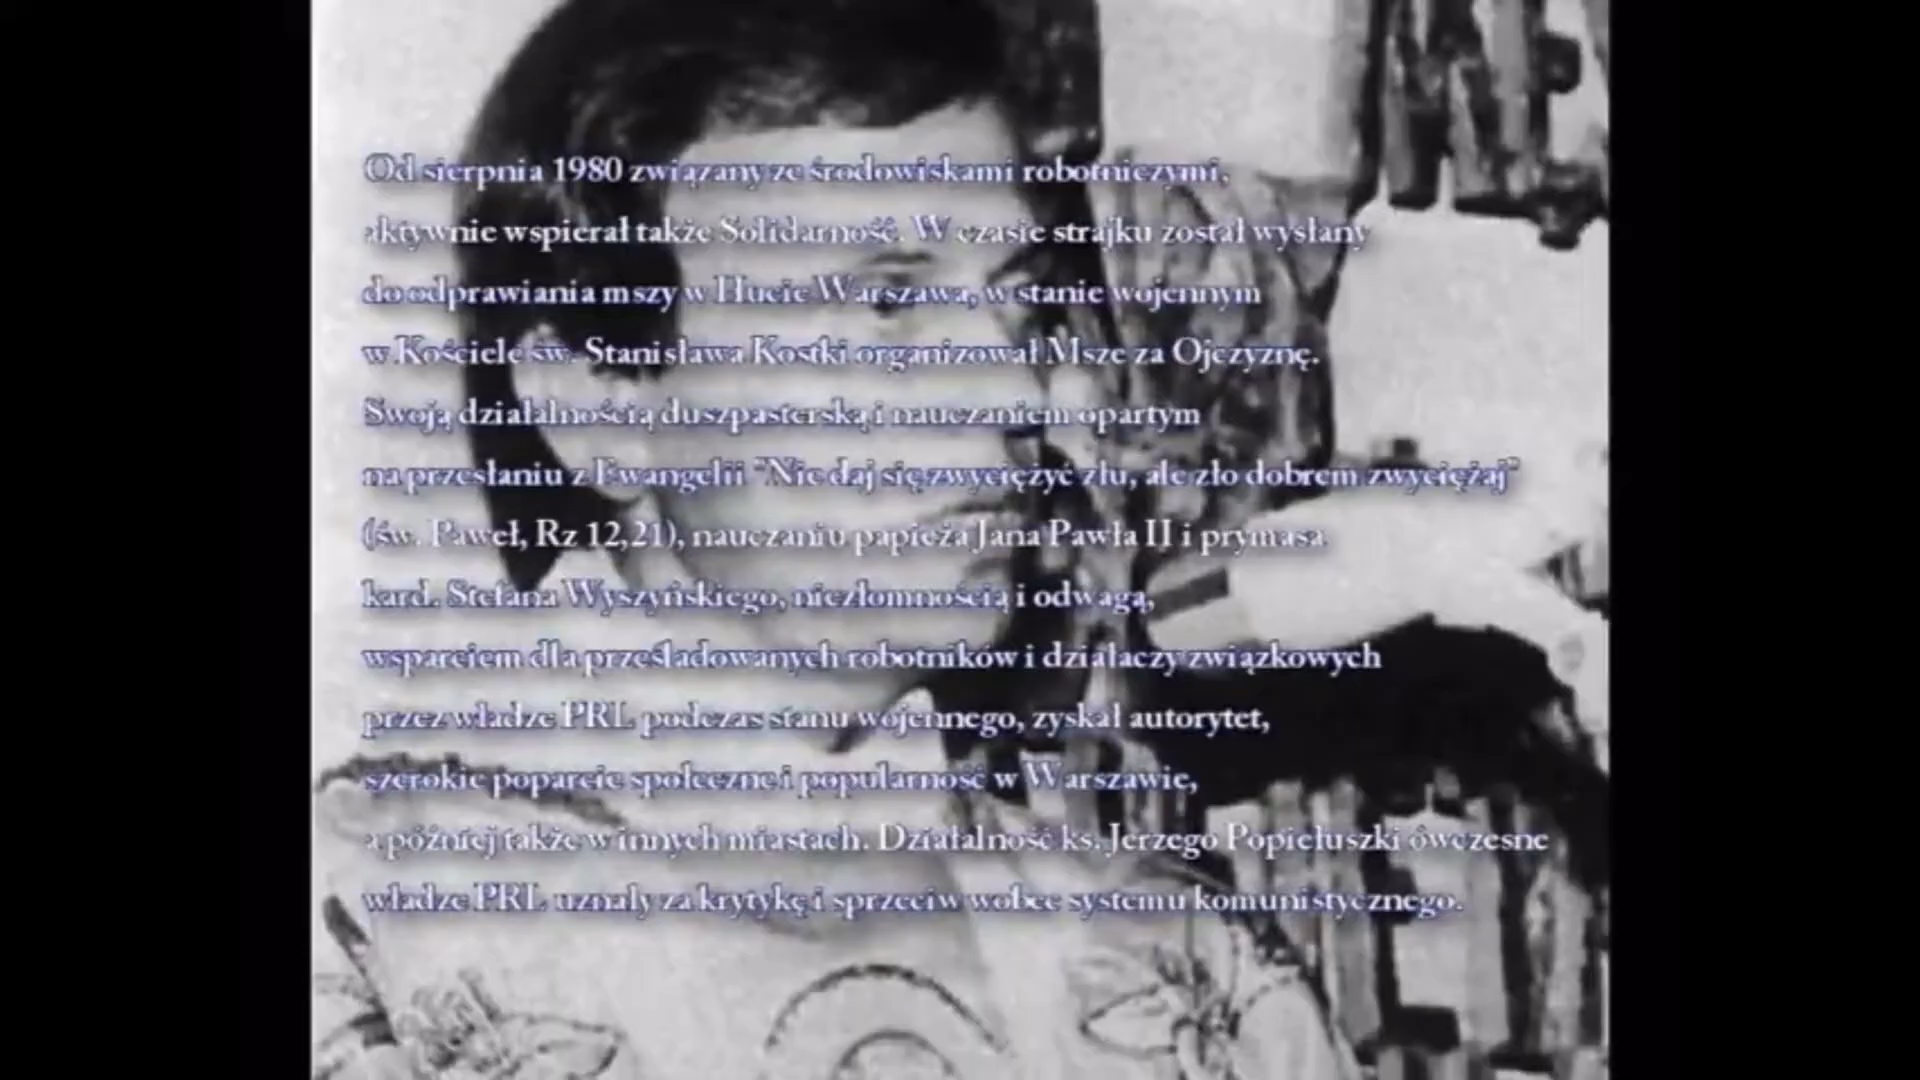 Od sierpnia 1980 związany ze środowiskami robotniczymi,
aktywnie wspierał także Solidarność. W czasie strajku został wysłany
do odprawiania mszy w Hucie Warszawa, w stanie wojennym
w Kościele św. Stanisława Kostki organizował Msze za Ojczyznę.
Swoją działalnością duszpasterską i nauczaniem opartym
na przesłaniu z Ewangelii "Nie daj się zwyciężyć złu, ale zło dobrem zwyciężaj"
(św. Paweł, Rz 12,21), nauczaniu papieża Jana Pawła II i prymasa
kard. Stefana Wyszyńskiego, niezłomnością i odwagą,
wsparciem dla prześladowanych robotników i działaczy związkowych
przez władze PRL podczas stanu wojennego, zyskał autorytet,
szerokie poparcie społeczne i popularność w Warszawie,
a później także w innych miastach. Działalność ks. Jerzego Popiełuszki ówczesne
władze PRL uznały za krytykę i sprzeciw wobec systemu komunistycznego.